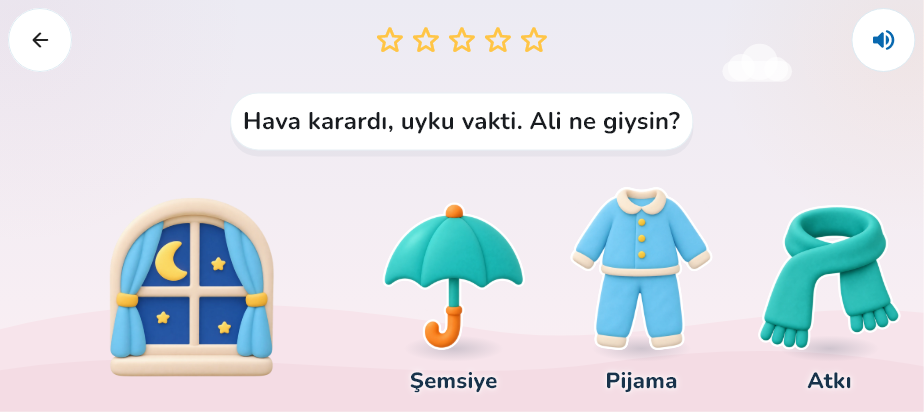 Hava karardı, uyku vakti. Ali ne giysin?
Şemsiye
Pijama
Atkı